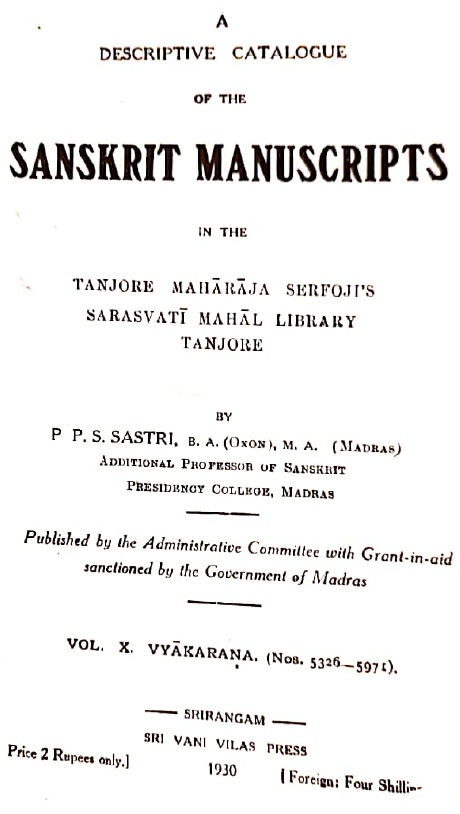 A
DESCRIPTIVE CATALOGUE
OF THE
SANSKRIT MANUSCRIPTS
IN THE
TANJORE MAHĀRĀJA SERFOJI'S
SARASVATĪ MAHĀL LIBRARY
TANJORE
BY
P P. S. SASTRI, B. A. (OXON), M. A. (MADRAS)
ADDITIONAL PROFESSOR OF SANSKRIT
PRESIDENCY COLLEGE, MADRAS
Published by the Administrative Committee with Grant-in-aid
sanctioned by the Government of Madras
VOL. X. VYĀKARAṆA. (Nos. 5326–5971).
SRIRANGAM
SRI VANI VILAS PRESS
Price 2 Rupees only.] 1930 [Foreign: Four